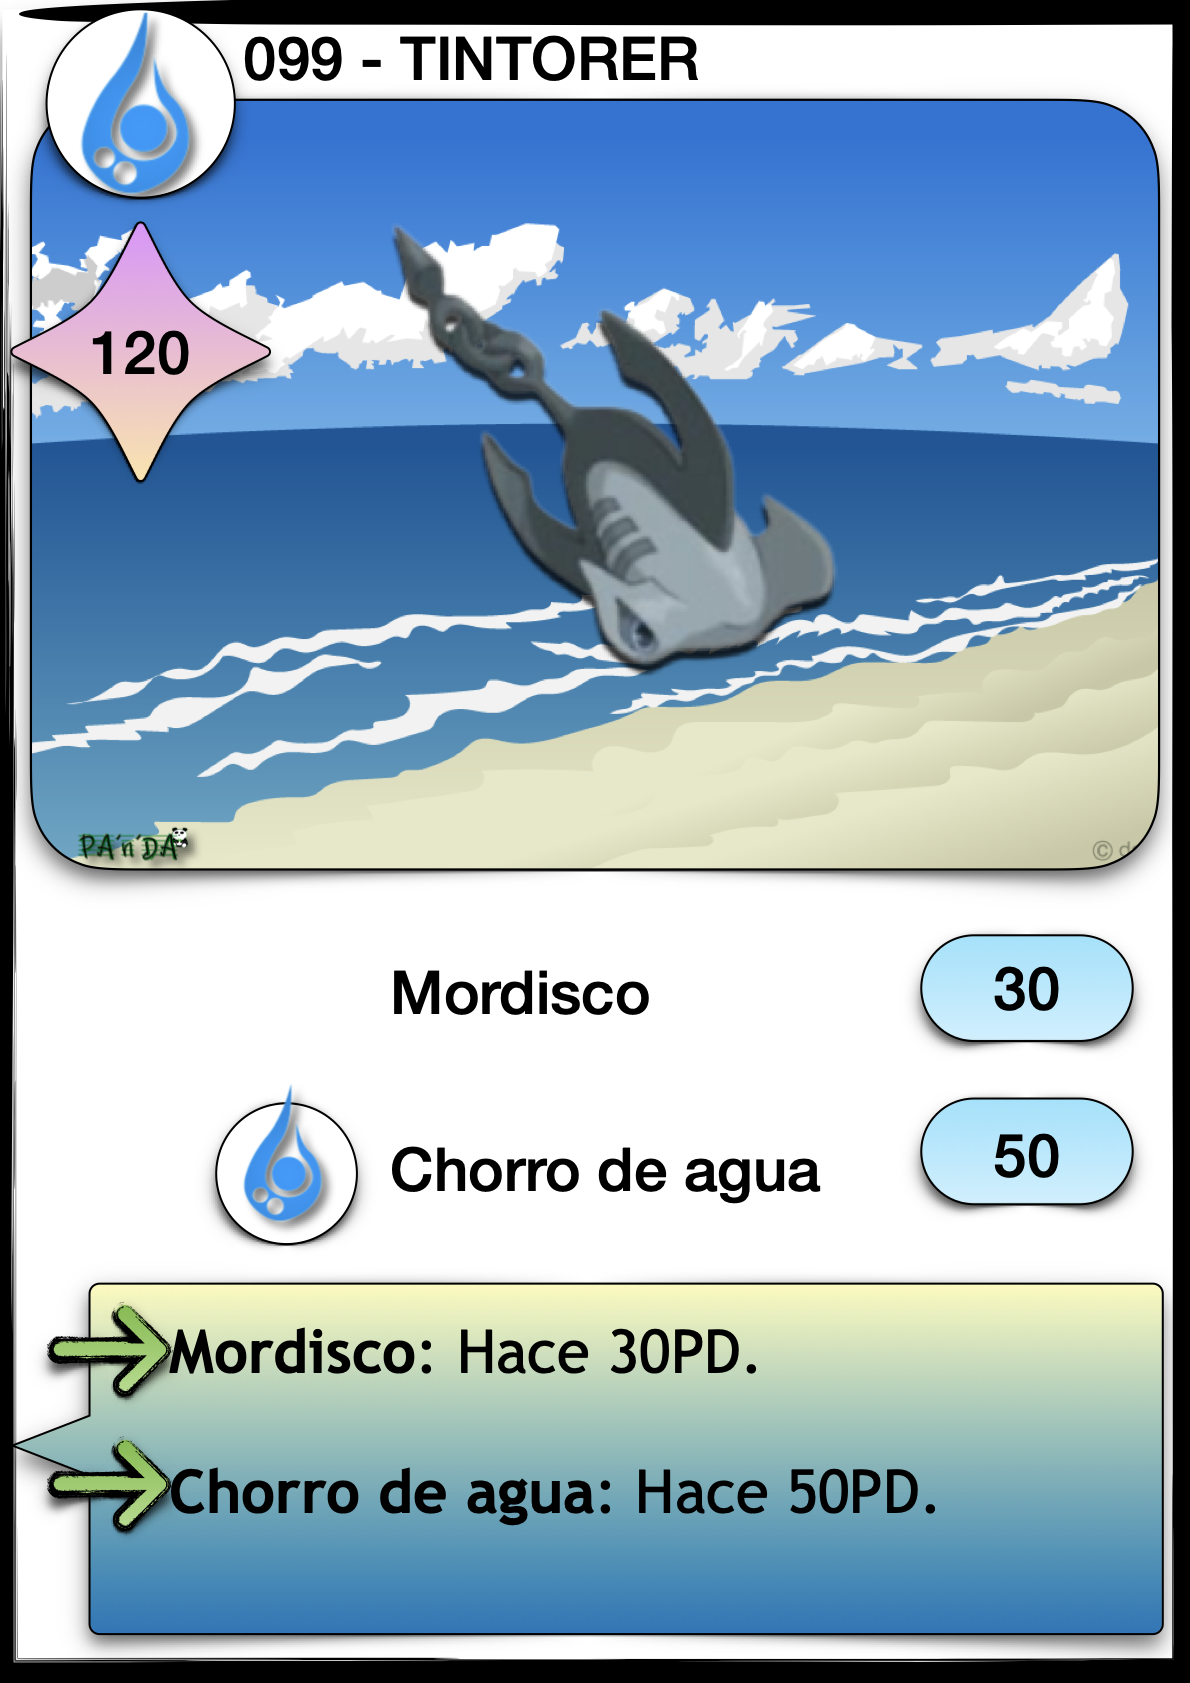 099 - TINTORER
120
PA'n'DA
©
Mordisco
30
Chorro de agua
50
Mordisco: Hace 30PD.
Chorro de agua: Hace 50PD.